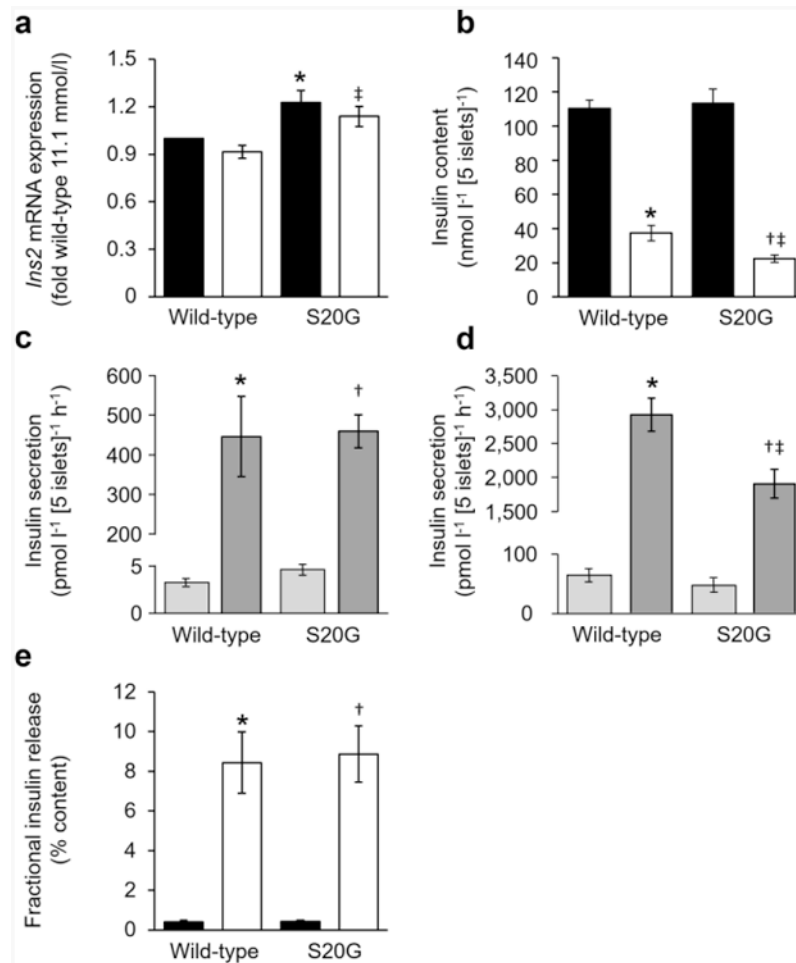 a
Ins2 mRNA expression
(fold wild-type 11.1 mmol/l)
1.5
1.2
0.9
0.6
0.3
0
*
‡
Wild-type
S20G
b
Insulin content
(nmol l⁻¹ [5 islets]⁻¹)
140
120
100
80
60
40
20
0
*
†‡
Wild-type
S20G
c
Insulin secretion
(pmol l⁻¹ [5 islets]⁻¹ h⁻¹)
600
500
400
300
200
5
0
*
†
Wild-type
S20G
d
Insulin secretion
(pmol l⁻¹ [5 islets]⁻¹ h⁻¹)
3,500
3,000
2,500
2,000
1,500
100
0
*
†‡
Wild-type
S20G
e
Fractional insulin release
(% content)
12
10
8
6
4
2
0
*
†
Wild-type
S20G